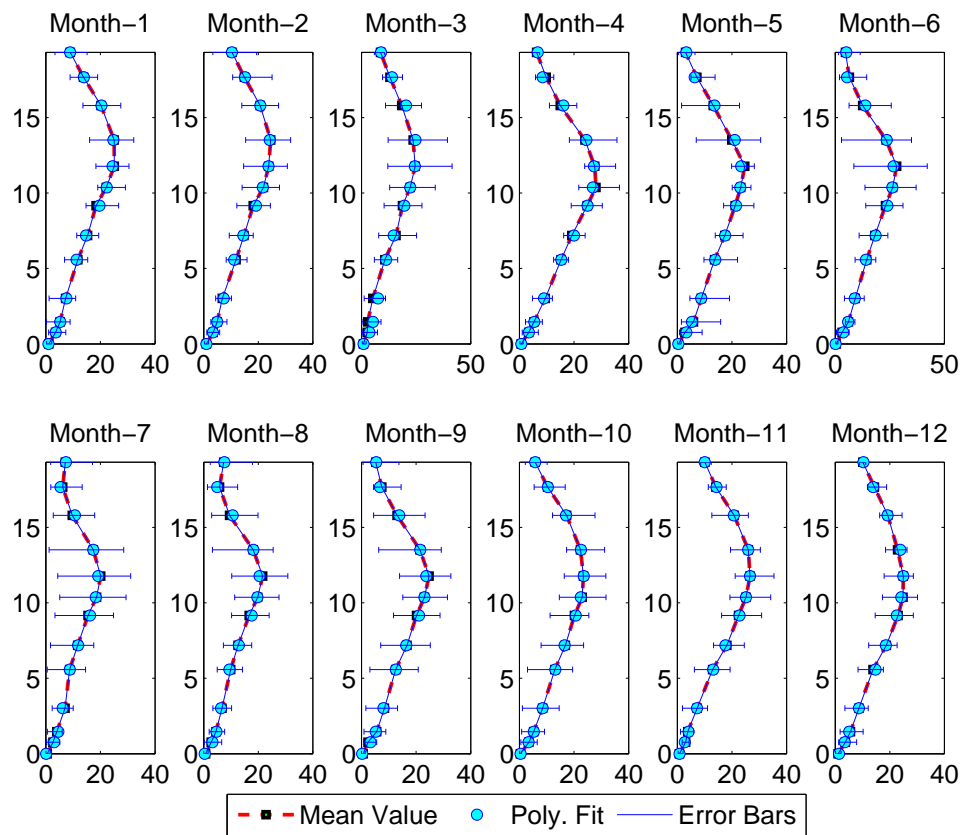 Month−1 Month−2 Month−3 Month−4 Month−5 Month−6
15
10
5
0
0 20 40 0 20 40 0 50 0 20 40 0 20 40 0 50
Month−7 Month−8 Month−9 Month−10 Month−11 Month−12
15
10
5
0
0 20 40 0 20 40 0 20 40 0 20 40 0 20 40 0 20 40
Mean Value Poly. Fit Error Bars